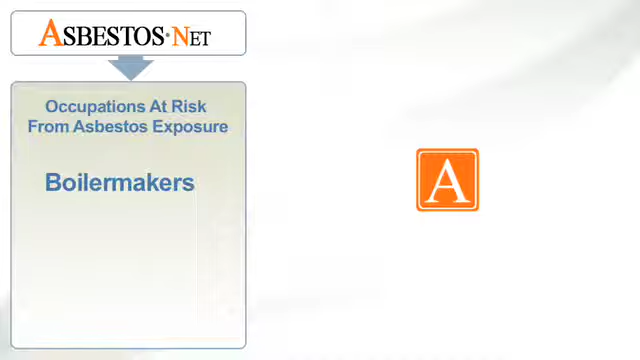 ASBESTOS·NET
Occupations At Risk
From Asbestos Exposure
Boilermakers
A